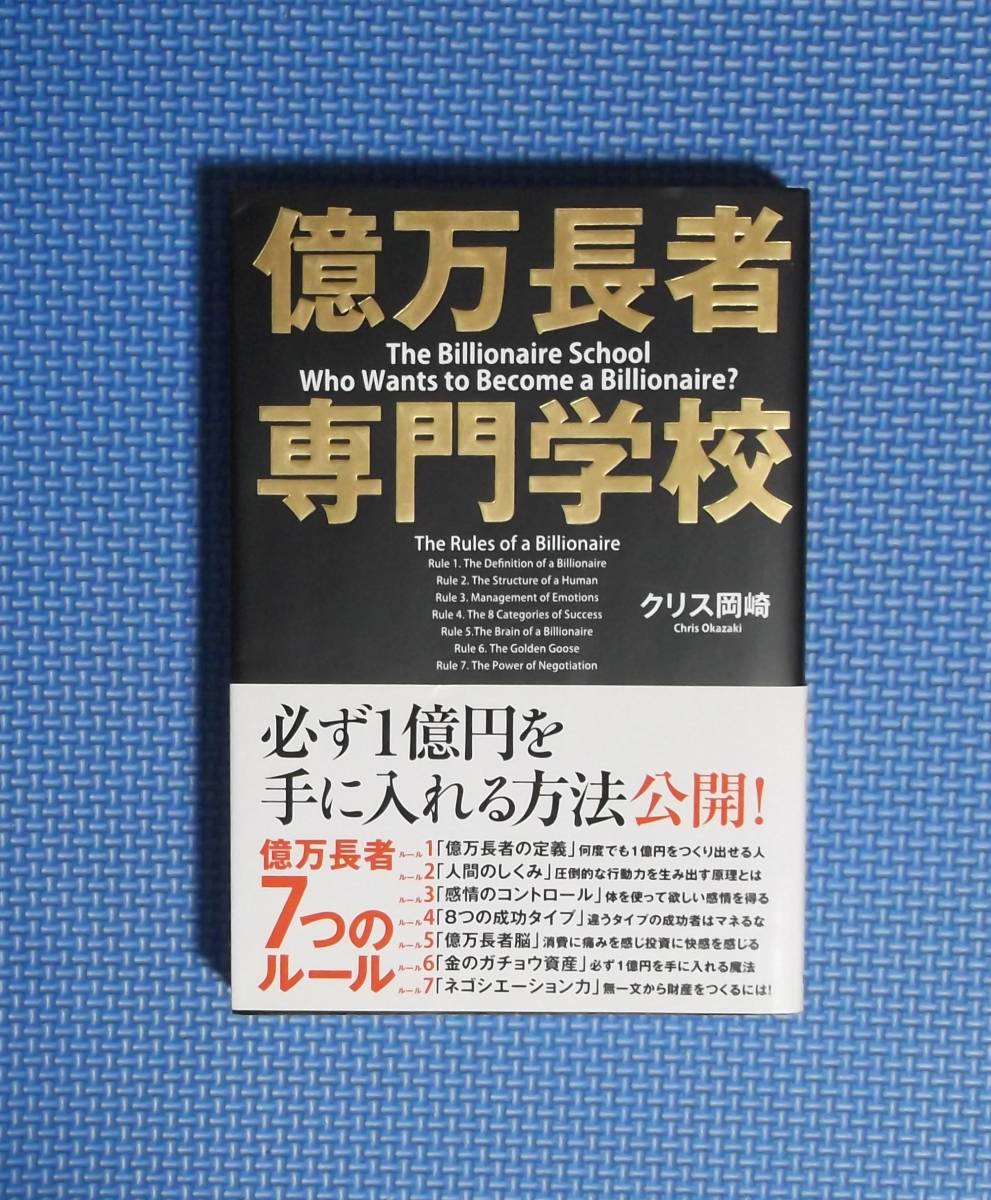 億万長者
The Billionaire School
Who Wants to Become a Billionaire?
専門学校
The Rules of a Billionaire
Rule 1. The Definition of a Billionaire
Rule 2. The Structure of a Human
Rule 3. Management of Emotions
Rule 4. The 8 Categories of Success
Rule 5.The Brain of a Billionaire
Rule 6. The Golden Goose
Rule 7. The Power of Negotiation
クリス岡崎
Chris Okazaki
必ず1億円を
手に入れる方法公開!
億万長者
7つの
ルール
ルール1「億万長者の定義」何度でも1億円をつくり出せる人
ルール2「人間のしくみ」圧倒的な行動力を生み出す原理とは
ルール3「感情のコントロール」体を使って欲しい感情を得る
ルール4「8つの成功タイプ」違うタイプの成功者はマネるな
ルール5「億万長者脳」消費に痛みを感じ投資に快感を感じる
ルール6「金のガチョウ資産」必ず1億円を手に入れる魔法
ルール7「ネゴシエーション力」無一文から財産をつくるには!